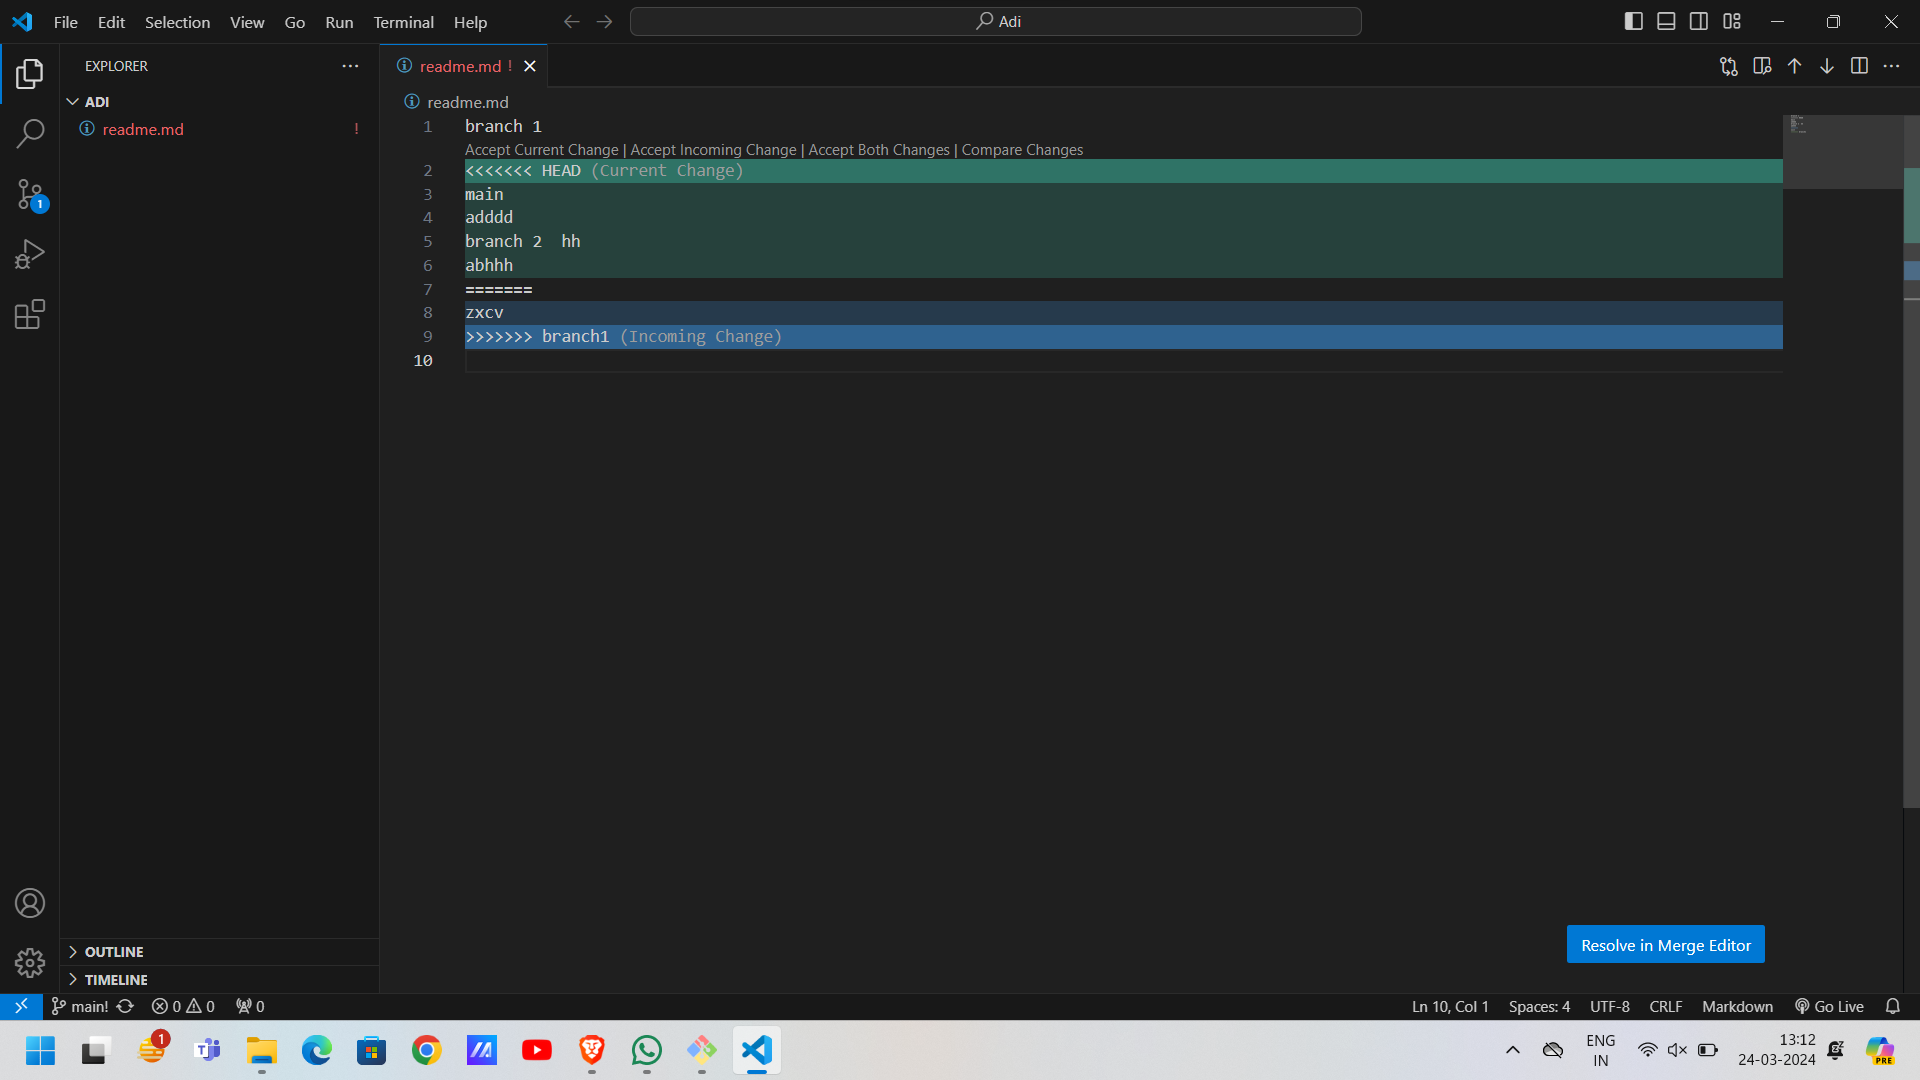 File Edit Selection View Go Run Terminal Help
Adi
EXPLORER
readme.md !
ADI
readme.md
readme.md !
1 branch 1
Accept Current Change | Accept Incoming Change | Accept Both Changes | Compare Changes
2 <<<<<<< HEAD (Current Change)
3 main
4 adddd
5 branch 2  hh
6 abhhh
7 =======
8 zxcv
9 >>>>>>> branch1 (Incoming Change)
10
1
Resolve in Merge Editor
OUTLINE
TIMELINE
main! 0 0 0
Ln 10, Col 1 Spaces: 4 UTF-8 CRLF Markdown Go Live
1
ENG
IN
13:12
24-03-2024
PRE